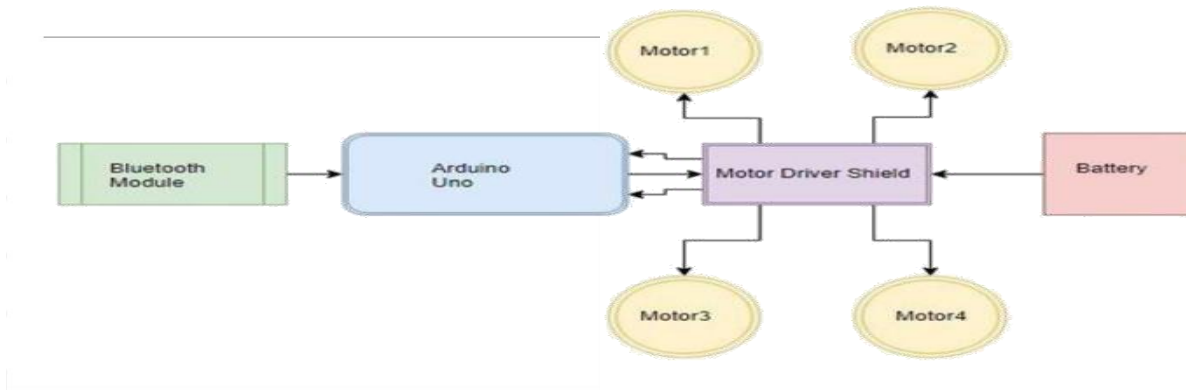 Motor1
Motor2
Bluetooth
Module
Arduino
Uno
Motor Driver Shield
Battery
Motor3
Motor4